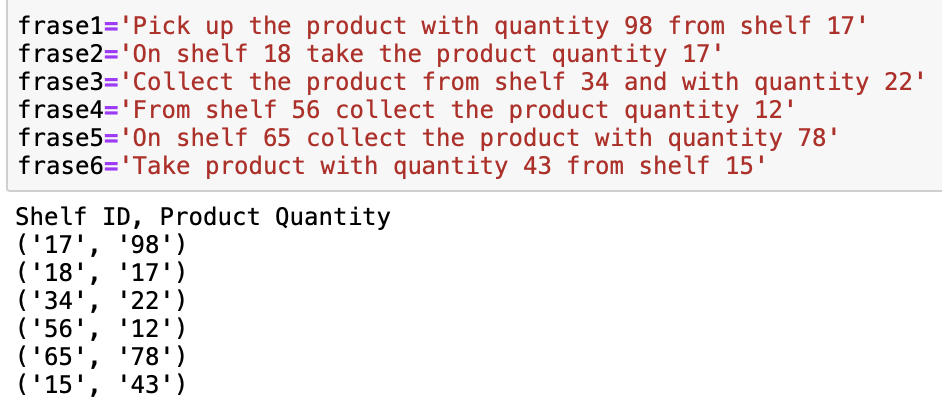 frase1='Pick up the product with quantity 98 from shelf 17'
frase2='On shelf 18 take the product quantity 17'
frase3='Collect the product from shelf 34 and with quantity 22'
frase4='From shelf 56 collect the product quantity 12'
frase5='On shelf 65 collect the product with quantity 78'
frase6='Take product with quantity 43 from shelf 15'
Shelf ID, Product Quantity
('17', '98')
('18', '17')
('34', '22')
('56', '12')
('65', '78')
('15', '43')